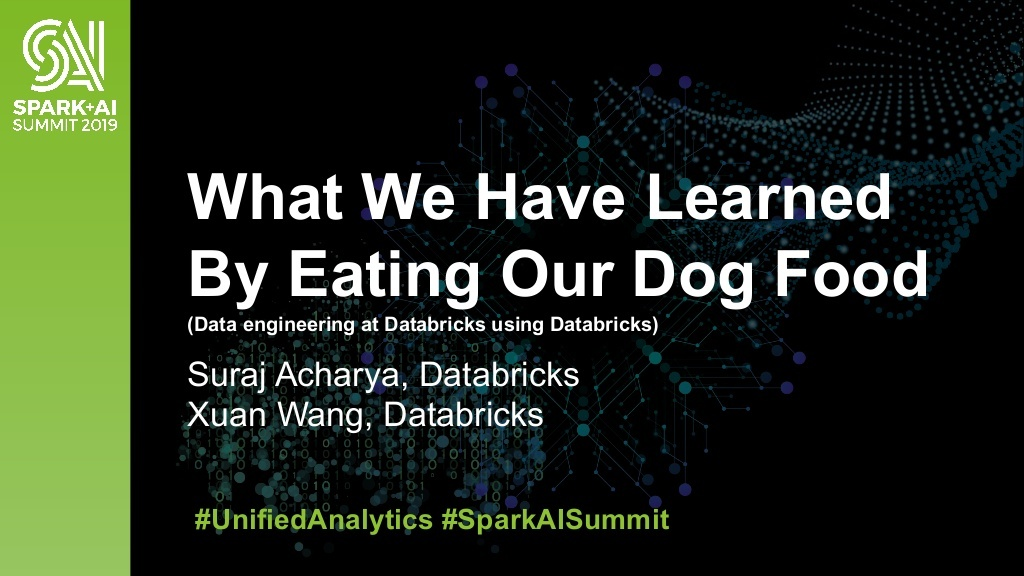 SPARK+AI
SUMMIT 2019
What We Have Learned
By Eating Our Dog Food
(Data engineering at Databricks using Databricks)
Suraj Acharya, Databricks
Xuan Wang, Databricks
#UnifiedAnalytics #SparkAISummit